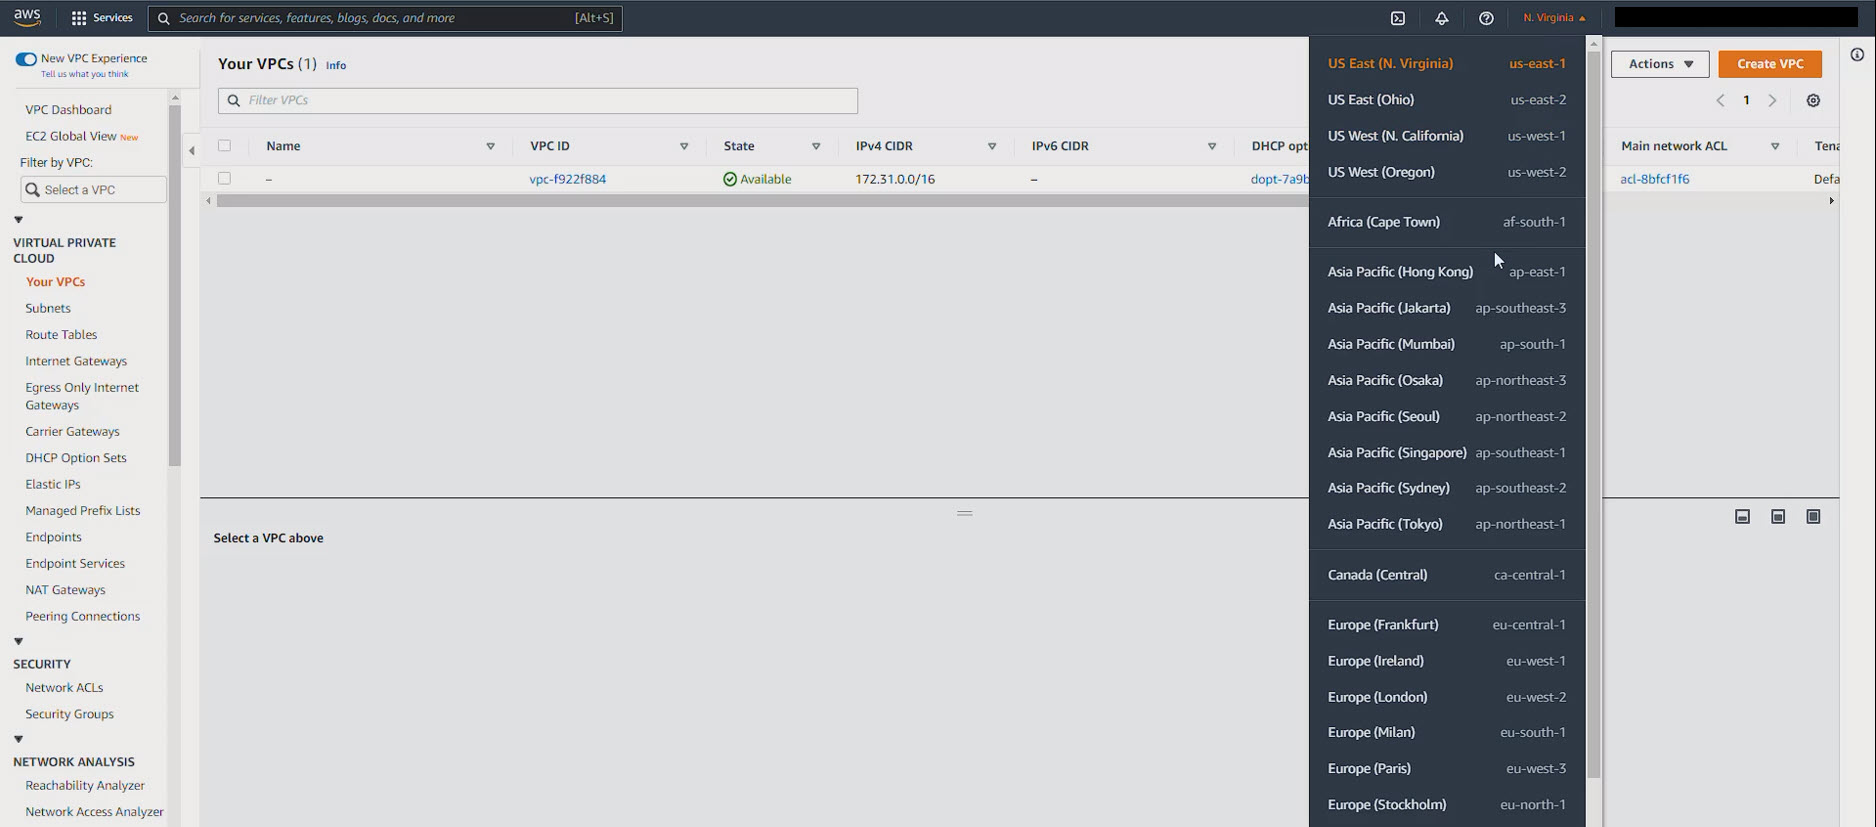 aws
Services
Search for services, features, blogs, docs, and more
[Alt+S]
N. Virginia
New VPC Experience
Tell us what you think
VPC Dashboard
EC2 Global View New
Filter by VPC:
Select a VPC
VIRTUAL PRIVATE
CLOUD
Your VPCs
Subnets
Route Tables
Internet Gateways
Egress Only Internet
Gateways
Carrier Gateways
DHCP Option Sets
Elastic IPs
Managed Prefix Lists
Endpoints
Endpoint Services
NAT Gateways
Peering Connections
SECURITY
Network ACLs
Security Groups
NETWORK ANALYSIS
Reachability Analyzer
Network Access Analyzer
Your VPCs (1) Info
Filter VPCs
Name VPC ID State IPv4 CIDR IPv6 CIDR DHCP opt Main network ACL Tena
– vpc-f922f884 Available 172.31.0.0/16 – dopt-7a9b acl-8bfcf1f6 Defa
Select a VPC above
US East (N. Virginia) us-east-1
US East (Ohio) us-east-2
US West (N. California) us-west-1
US West (Oregon) us-west-2
Africa (Cape Town) af-south-1
Asia Pacific (Hong Kong) ap-east-1
Asia Pacific (Jakarta) ap-southeast-3
Asia Pacific (Mumbai) ap-south-1
Asia Pacific (Osaka) ap-northeast-3
Asia Pacific (Seoul) ap-northeast-2
Asia Pacific (Singapore) ap-southeast-1
Asia Pacific (Sydney) ap-southeast-2
Asia Pacific (Tokyo) ap-northeast-1
Canada (Central) ca-central-1
Europe (Frankfurt) eu-central-1
Europe (Ireland) eu-west-1
Europe (London) eu-west-2
Europe (Milan) eu-south-1
Europe (Paris) eu-west-3
Europe (Stockholm) eu-north-1
Actions
Create VPC
1